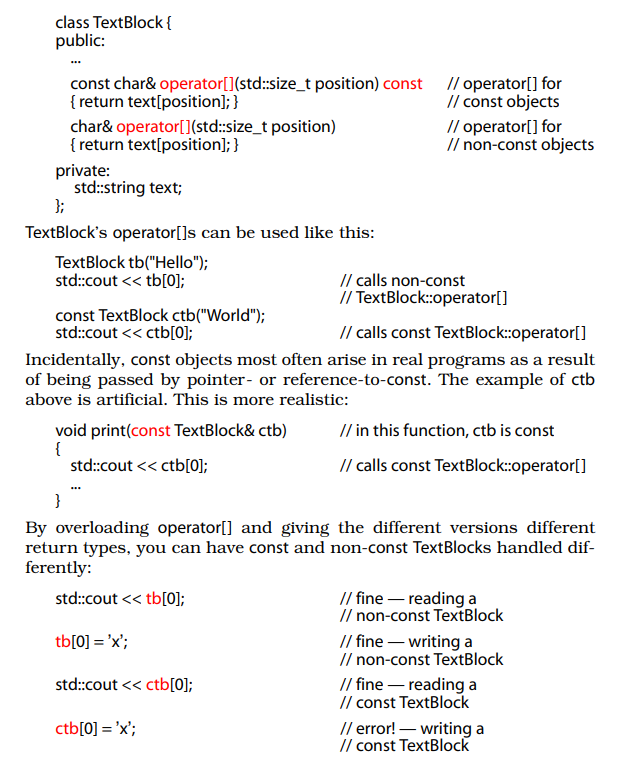 class TextBlock {
public:
...
const char& operator[](std::size_t position) const // operator[] for
{ return text[position]; } // const objects
char& operator[](std::size_t position) // operator[] for
{ return text[position]; } // non-const objects
private:
std::string text;
};
TextBlock’s operator[]s can be used like this:
TextBlock tb("Hello");
std::cout << tb[0]; // calls non-const
// TextBlock::operator[]
const TextBlock ctb("World");
std::cout << ctb[0]; // calls const TextBlock::operator[]
Incidentally, const objects most often arise in real programs as a result
of being passed by pointer- or reference-to-const. The example of ctb
above is artificial. This is more realistic:
void print(const TextBlock& ctb) // in this function, ctb is const
{
std::cout << ctb[0]; // calls const TextBlock::operator[]
...
}
By overloading operator[] and giving the different versions different
return types, you can have const and non-const TextBlocks handled dif-
ferently:
std::cout << tb[0]; // fine — reading a
// non-const TextBlock
tb[0] = ’x’; // fine — writing a
// non-const TextBlock
std::cout << ctb[0]; // fine — reading a
// const TextBlock
ctb[0] = ’x’; // error! — writing a
// const TextBlock